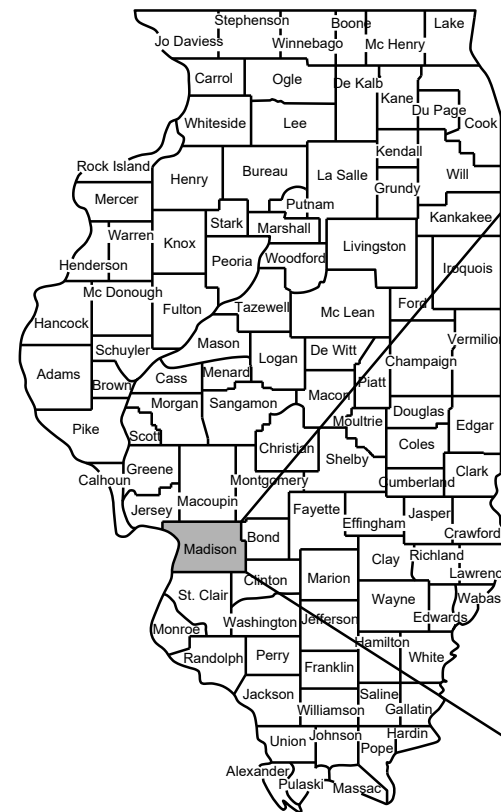 Stephenson
Boone
Lake
Jo Daviess
Winnebago
Mc Henry
Carrol
Ogle
De Kalb
Kane
Du Page
Cook
Whiteside
Lee
Kendall
Rock Island
Henry
Bureau
La Salle
Will
Grundy
Mercer
Putnam
Kankakee
Stark
Marshall
Warren
Knox
Livingston
Peoria
Woodford
Henderson
Iroquois
Mc Donough
Fulton
Tazewell
Mc Lean
Ford
Hancock
Vermilion
Schuyler
Mason
Logan
De Witt
Champaign
Adams
Brown
Cass
Menard
Piatt
Macon
Morgan
Sangamon
Moultrie
Douglas
Edgar
Pike
Scott
Christian
Coles
Shelby
Greene
Calhoun
Montgomery
Cumberland
Clark
Macoupin
Jersey
Fayette
Jasper
Effingham
Crawford
Madison
Bond
Clay
Richland
Lawrenc
Clinton
Marion
St. Clair
Wayne
Wabas
Edwards
Washington
Jefferson
Monroe
Hamilton
Randolph
Perry
White
Franklin
Jackson
Saline
Williamson
Gallatin
Union
Johnson
Hardin
Pope
Alexander
Pulaski
Massac